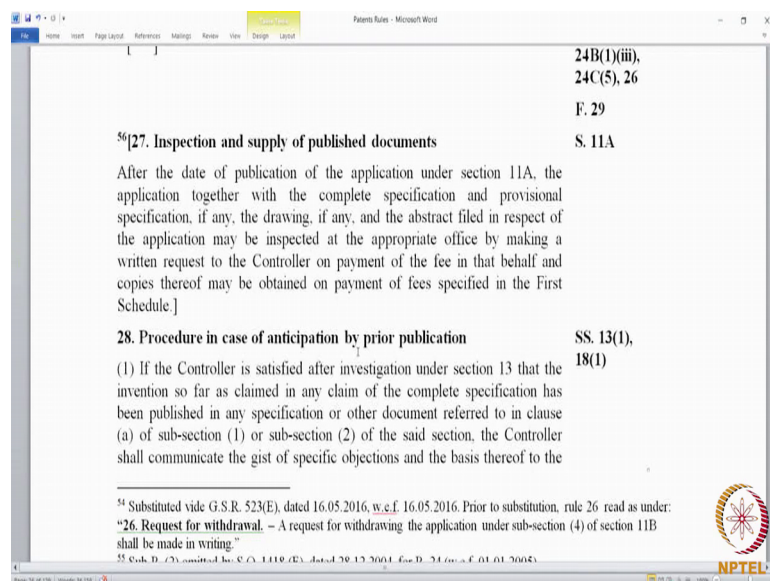 Table Tools
Patents Rules - Microsoft Word
File Home Insert Page Layout References Mailings Review View Design Layout
[ ]
24B(1)(iii),
24C(5), 26
F. 29
56[27. Inspection and supply of published documents
S. 11A
After the date of publication of the application under section 11A, the
application together with the complete specification and provisional
specification, if any, the drawing, if any, and the abstract filed in respect of
the application may be inspected at the appropriate office by making a
written request to the Controller on payment of the fee in that behalf and
copies thereof may be obtained on payment of fees specified in the First
Schedule.]
28. Procedure in case of anticipation by prior publication
SS. 13(1),
18(1)
(1) If the Controller is satisfied after investigation under section 13 that the
invention so far as claimed in any claim of the complete specification has
been published in any specification or other document referred to in clause
(a) of sub-section (1) or sub-section (2) of the said section, the Controller
shall communicate the gist of specific objections and the basis thereof to the
54 Substituted vide G.S.R. 523(E), dated 16.05.2016, w.e.f. 16.05.2016. Prior to substitution, rule 26 read as under:
“26. Request for withdrawal. – A request for withdrawing the application under sub-section (4) of section 11B
shall be made in writing.”
NPTEL